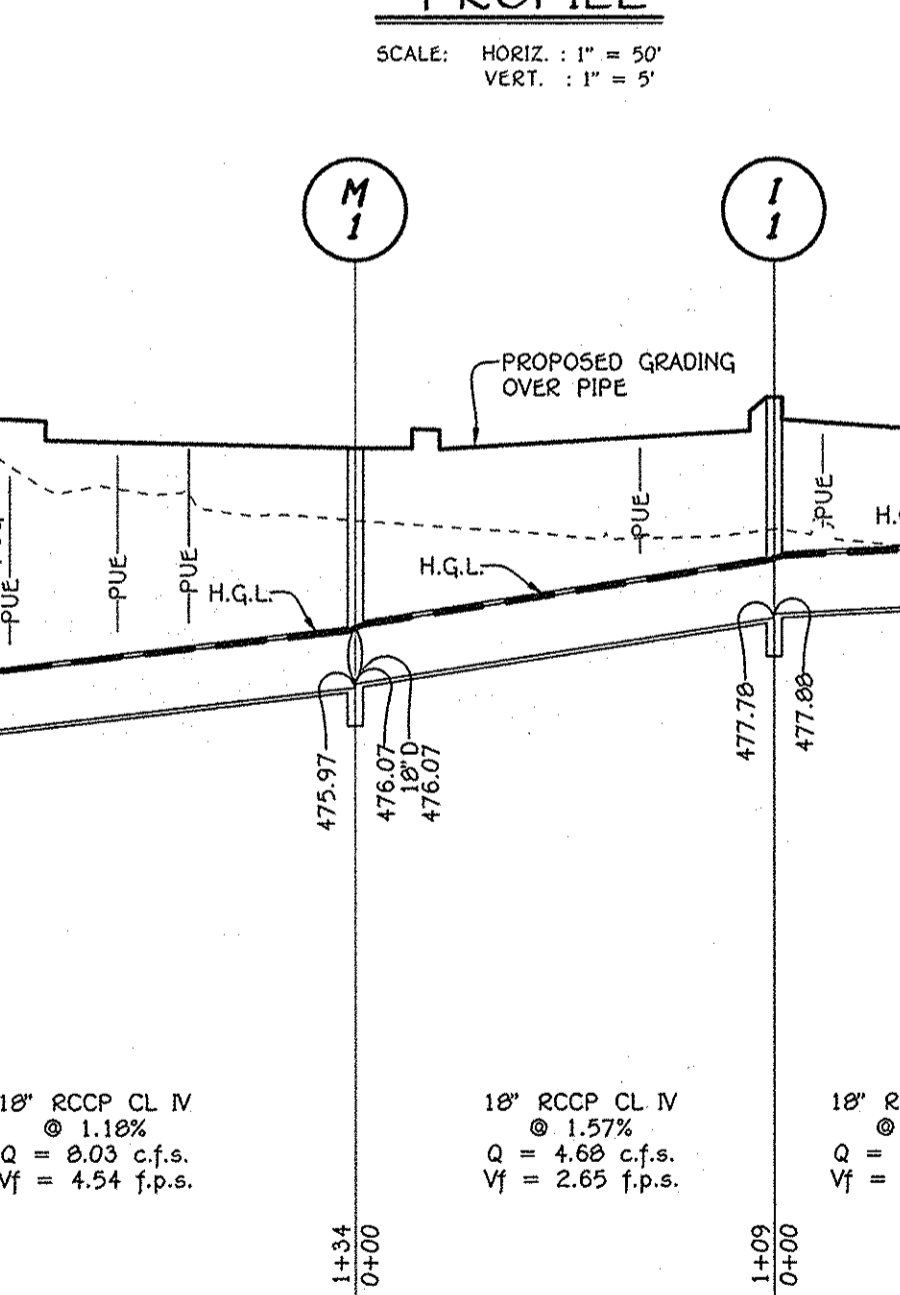 PROFILE
SCALE: HORIZ. : 1" = 50'
VERT. : 1" = 5'
M
1
I
1
PROPOSED GRADING
OVER PIPE
PUE
PUE
PUE
PUE
PUE
H.G.L.
H.G.L.
475.97
476.07
18"D
476.07
477.78
477.88
18" RCCP CL IV
@ 1.18%
Q = 8.03 c.f.s.
Vf = 4.54 f.p.s.
18" RCCP CL IV
@ 1.57%
Q = 4.68 c.f.s.
Vf = 2.65 f.p.s.
18" R
@
Q =
Vf =
1+34
0+00
1+09
0+00